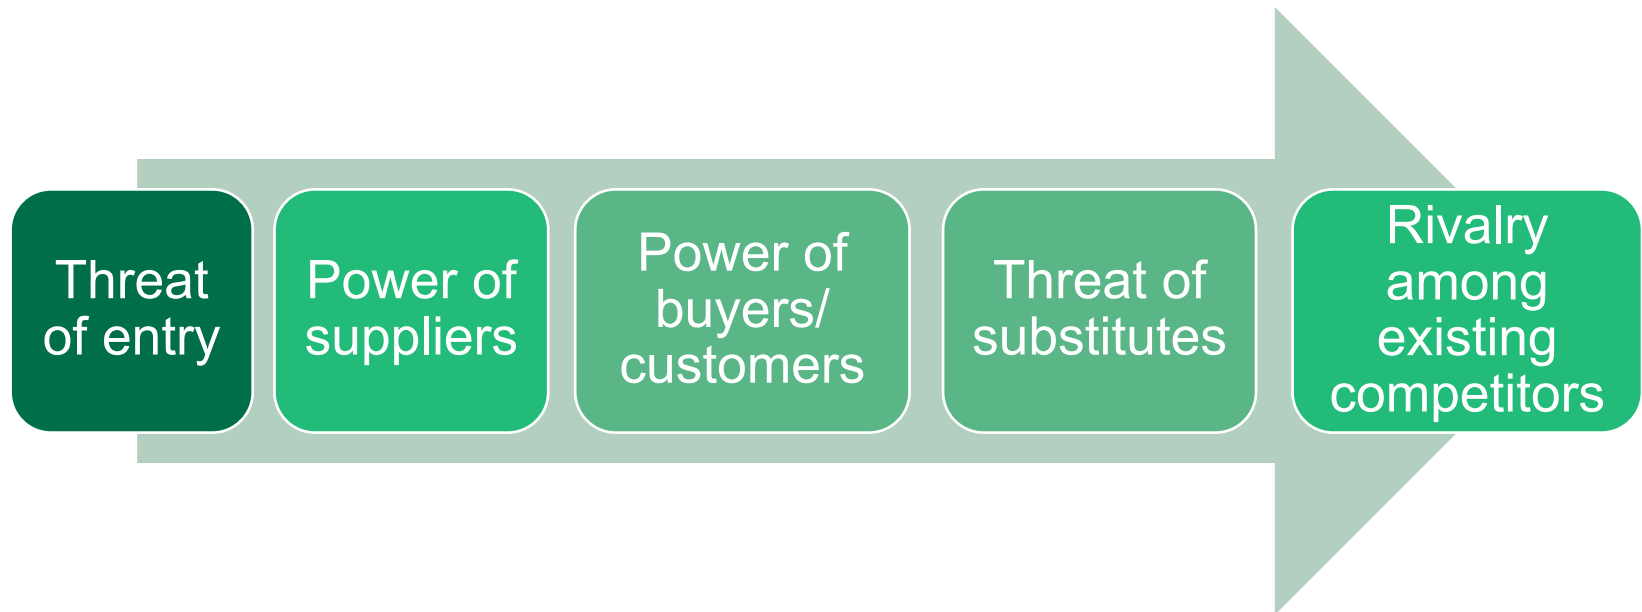 Threat
of entry
Power of
suppliers
Power of
buyers/
customers
Threat of
substitutes
Rivalry
among
existing
competitors